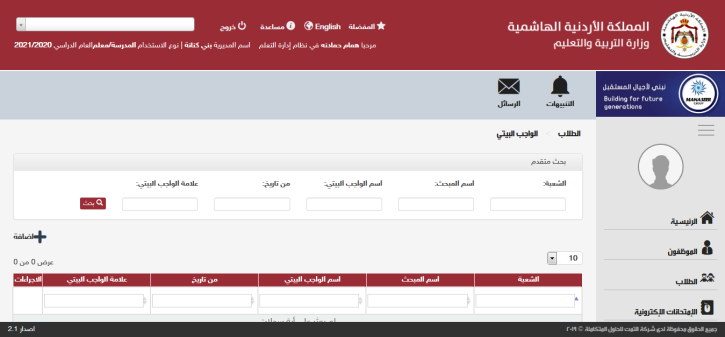 المملكة الأردنية الهاشمية
وزارة التربية والتعليم
المفضلة English مساعدة خروج
مرحبا همام حمادنه في نظام إدارة التعلم اسم المديرية بني كنانة | نوع الاستخدام المدرسة/معلم العام الدراسي 2021/2020
نبني لأجيال المستقبل
Building for future
generations
MANASEER
GROUP
التنبيهات
الرسائل
الطلاب الواجب البيتي
بحث متقدم
الشعبة:
اسم المبحث:
اسم الواجب البيتي:
من تاريخ:
علامة الواجب البيتي:
بحث
اضافة
10
عرض 0 من 0
الشعبة
اسم المبحث
اسم الواجب البيتي
من تاريخ
علامة الواجب البيتي
الاجراءات
الرئيسية
الموظفون
الطلاب
الإمتحانات الإلكترونية
جميع الحقوق محفوظة لدى شركة الثبت للحلول المتكاملة © ٢٠١٩
اصدار 2.1